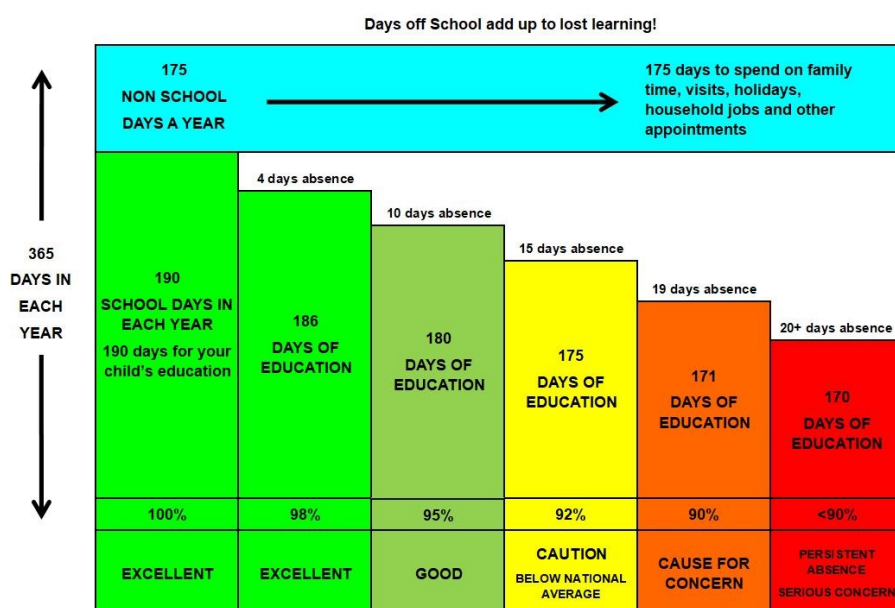 Days off School add up to lost learning!
175
NON SCHOOL
DAYS A YEAR
175 days to spend on family
time, visits, holidays,
household jobs and other
appointments
365
DAYS IN
EACH
YEAR
190
SCHOOL DAYS IN
EACH YEAR
190 days for your
child's education
4 days absence
186
DAYS OF
EDUCATION
10 days absence
180
DAYS OF
EDUCATION
15 days absence
175
DAYS OF
EDUCATION
19 days absence
171
DAYS OF
EDUCATION
20+ days absence
170
DAYS OF
EDUCATION
100%
98%
95%
92%
90%
<90%
EXCELLENT
EXCELLENT
GOOD
CAUTION
BELOW NATIONAL
AVERAGE
CAUSE FOR
CONCERN
PERSISTENT
ABSENCE
SERIOUS CONCERN